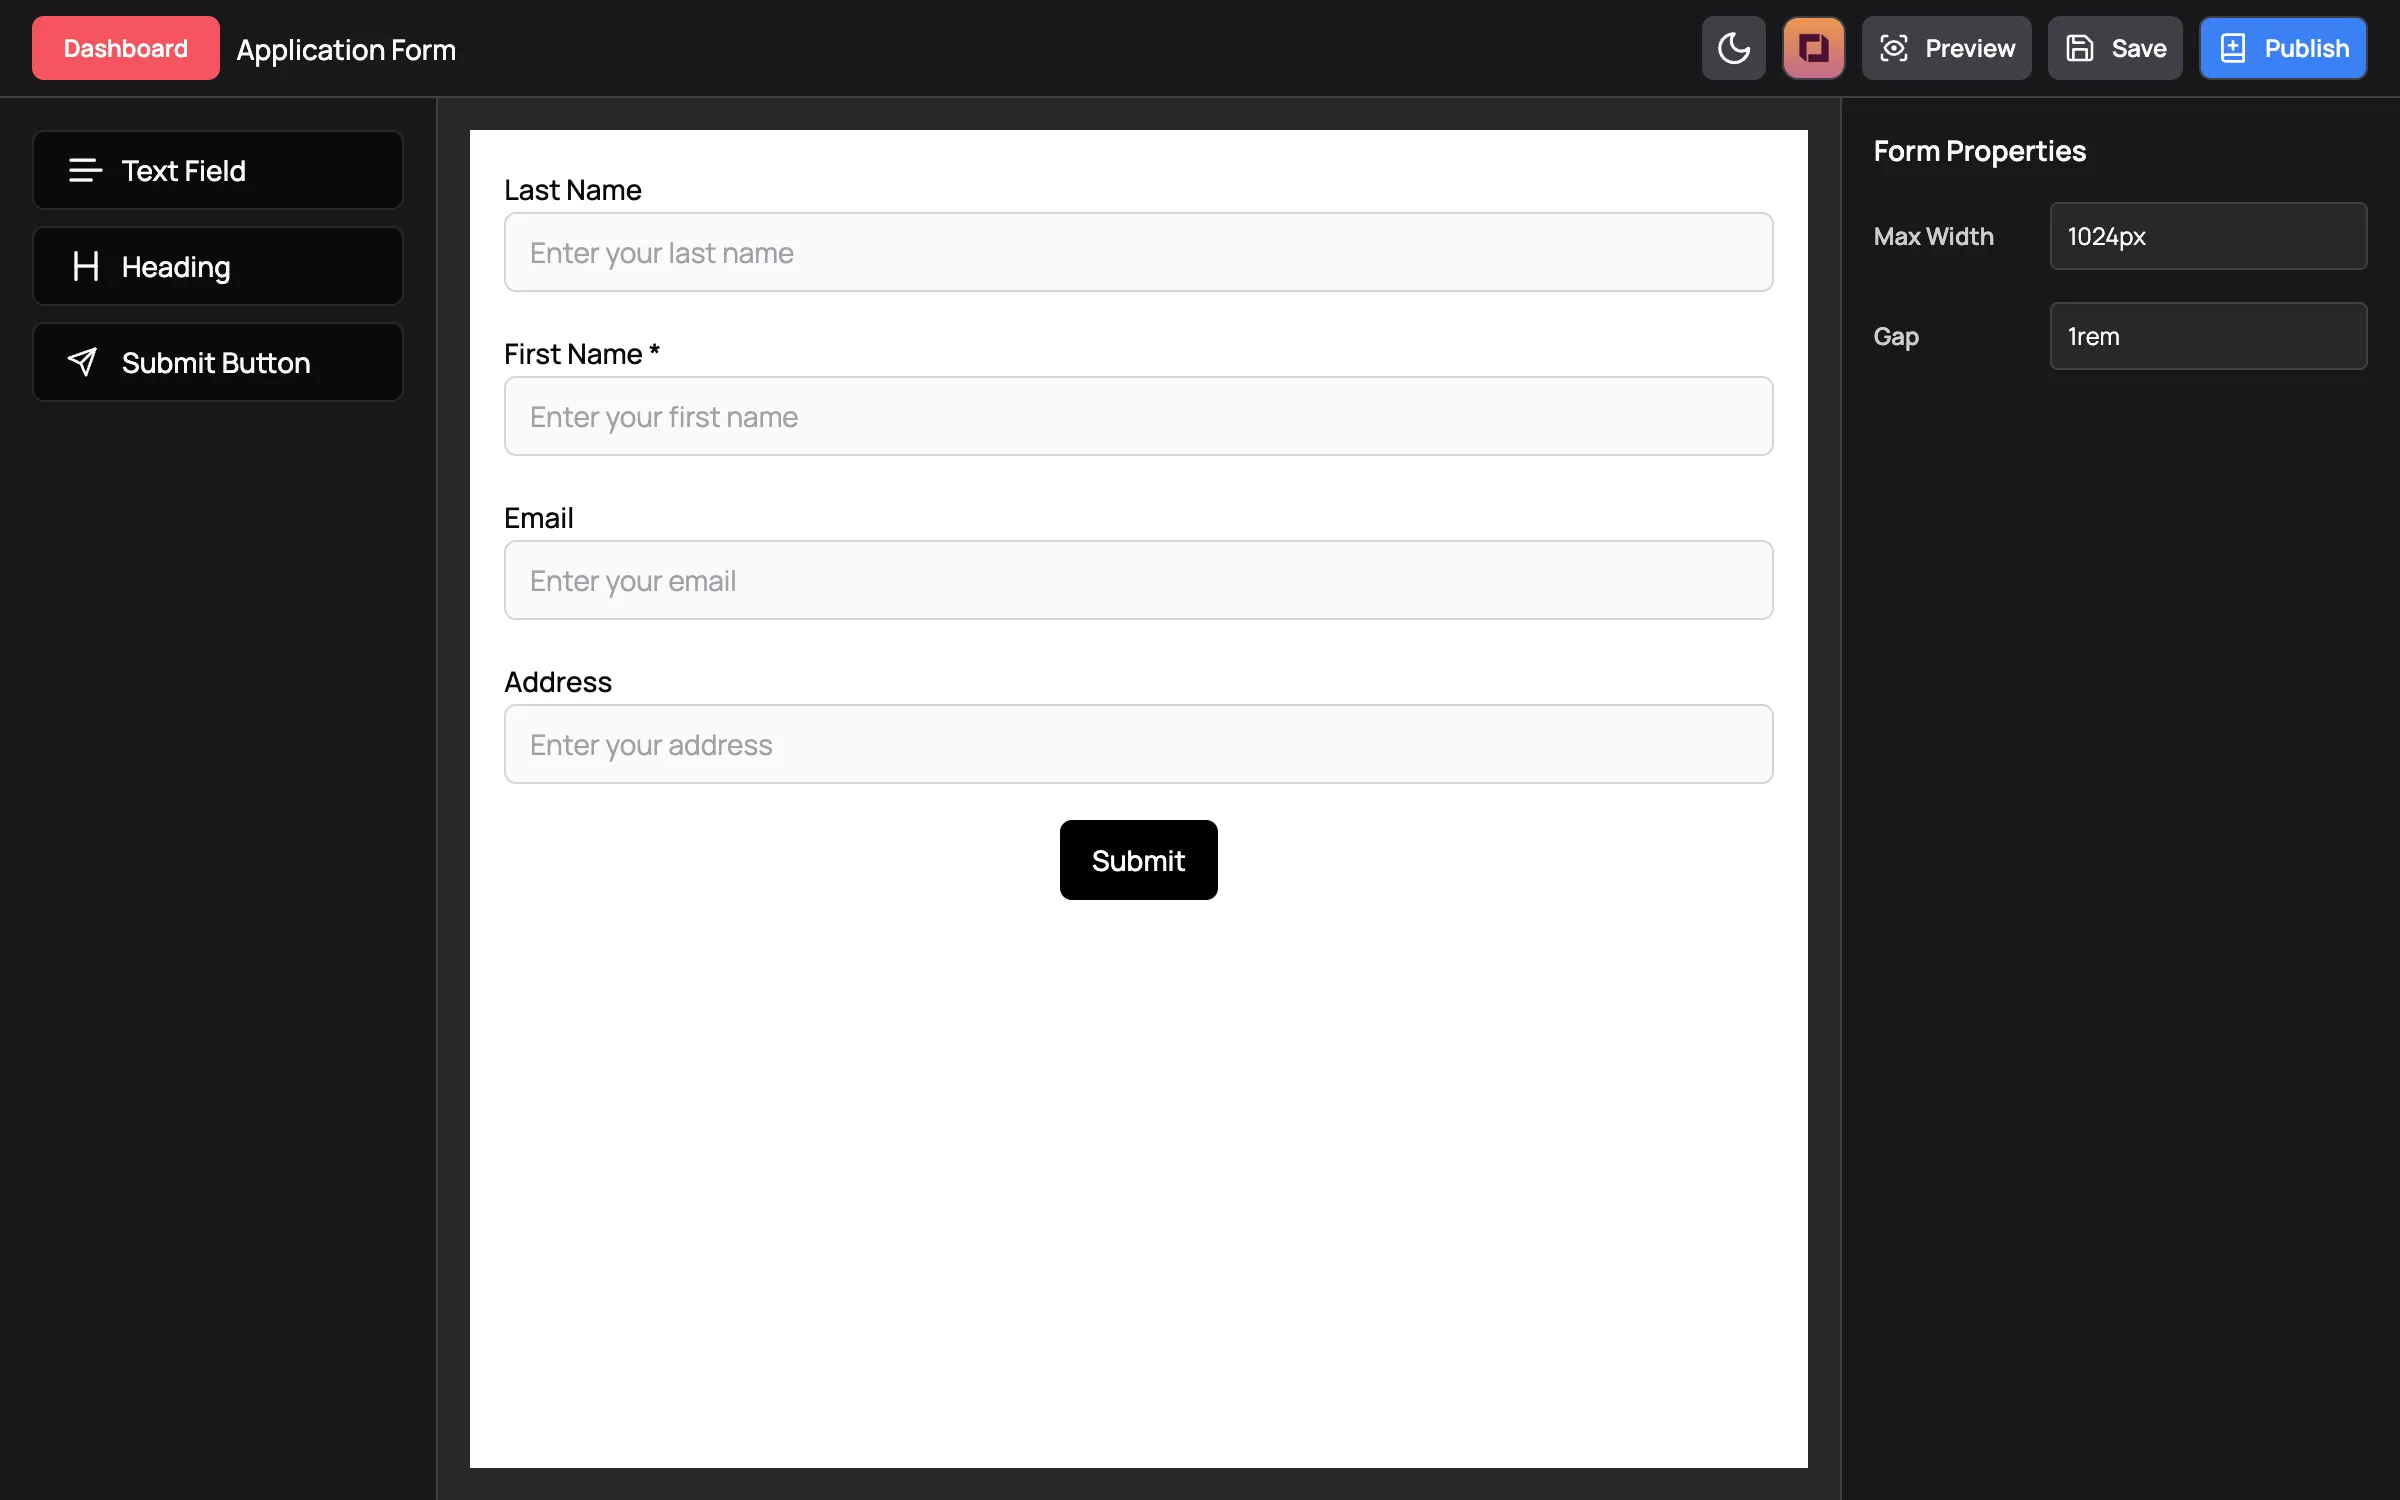 Dashboard
Application Form
Preview
Save
Publish
Text Field
Heading
Submit Button
Last Name
Enter your last name
First Name *
Enter your first name
Email
Enter your email
Address
Enter your address
Submit
Form Properties
Max Width
1024px
Gap
1rem